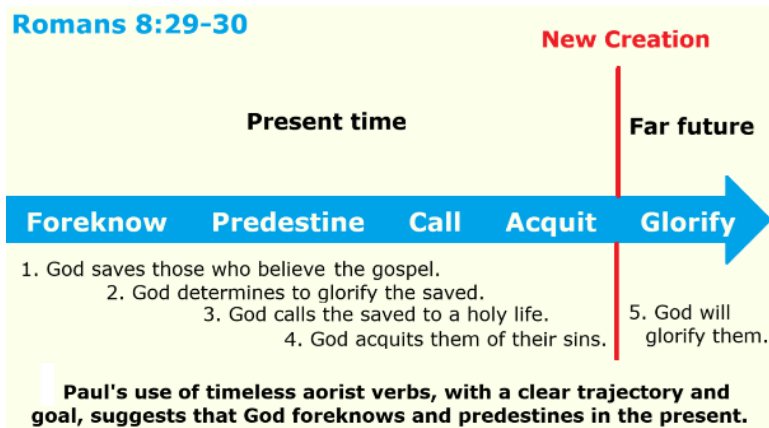 Romans 8:29-30
New Creation
Present time
Far future
Foreknow Predestine Call Acquit Glorify
1. God saves those who believe the gospel.
2. God determines to glorify the saved.
3. God calls the saved to a holy life.
4. God acquits them of their sins.
5. God will
glorify them.
Paul's use of timeless aorist verbs, with a clear trajectory and
goal, suggests that God foreknows and predestines in the present.